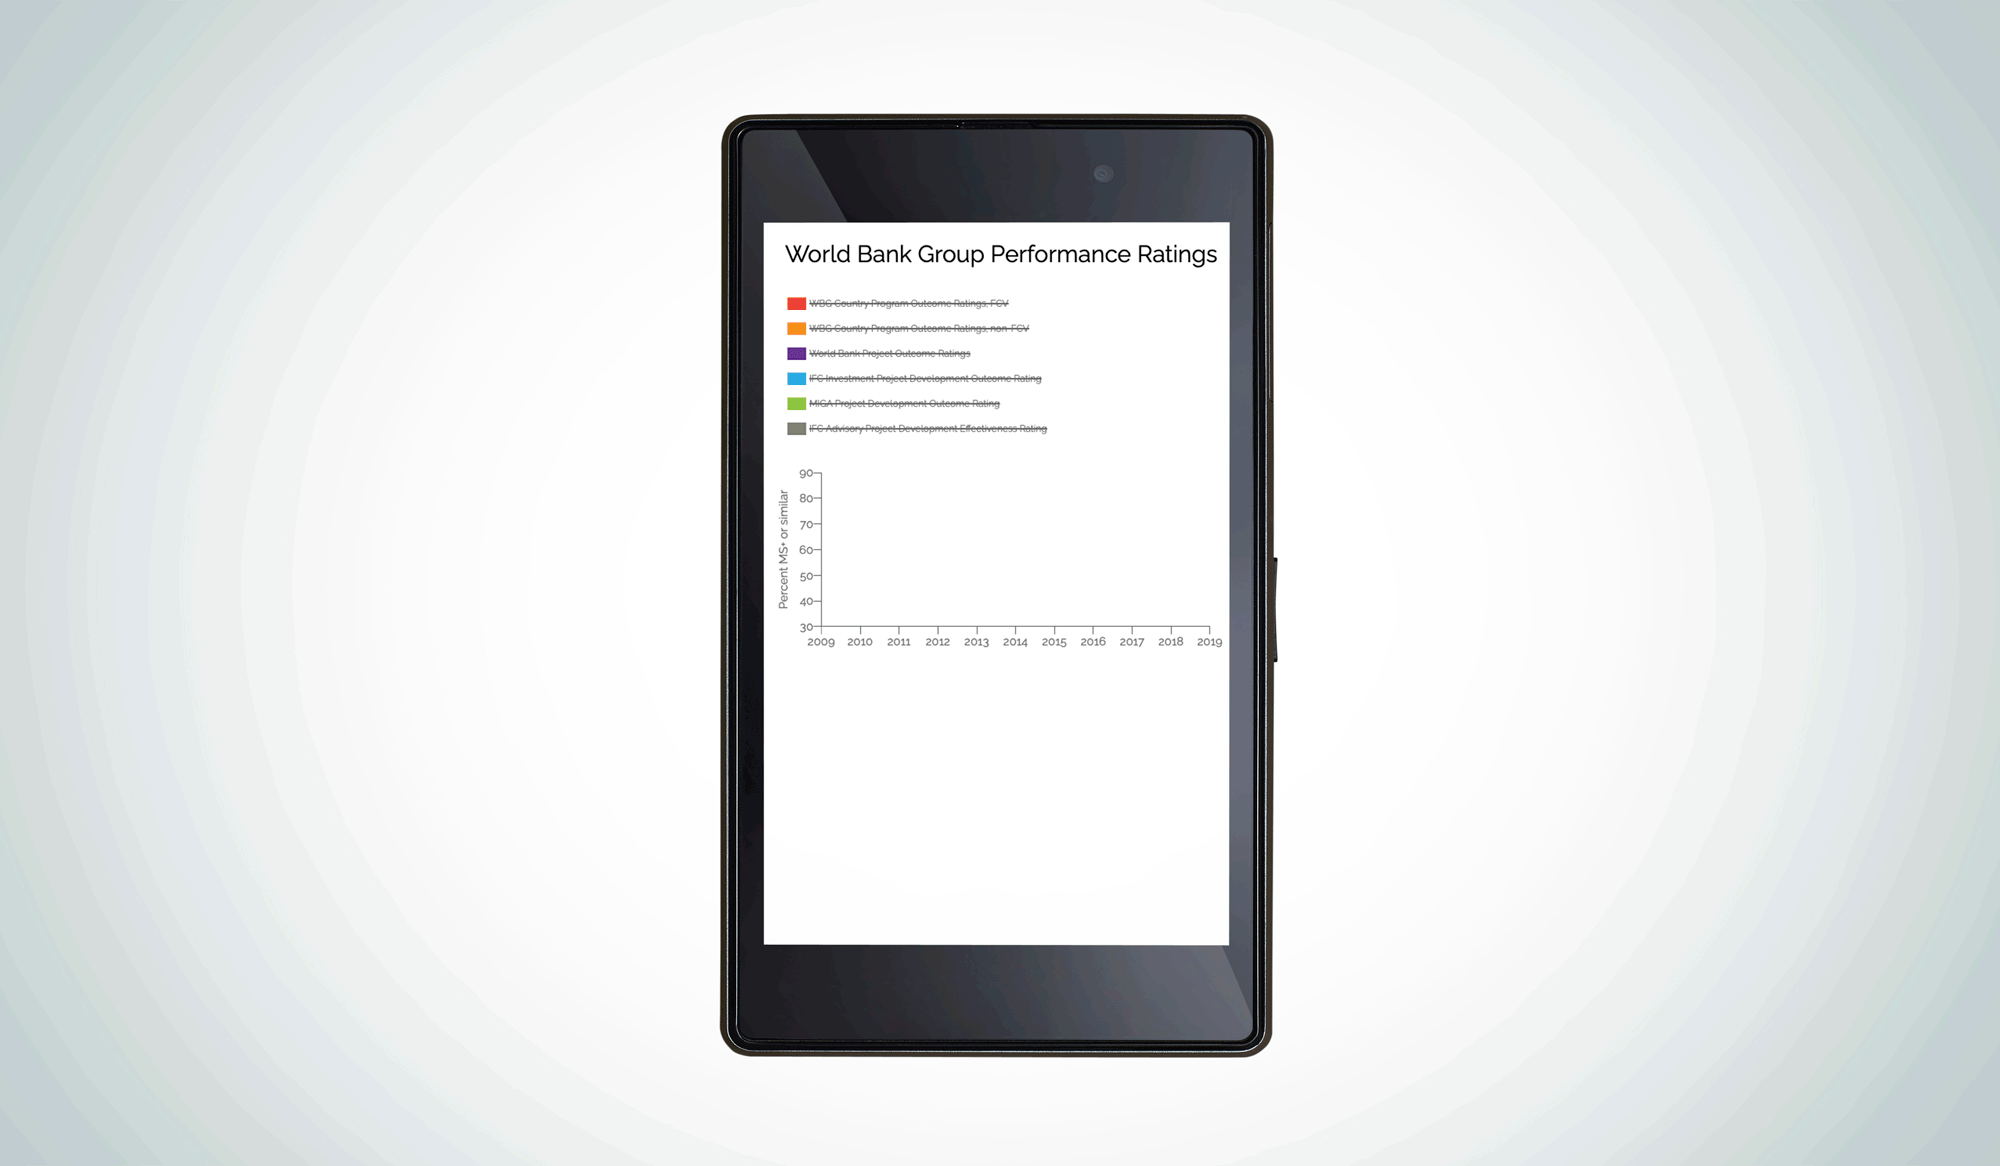 World Bank Group Performance Ratings
WBG Country Program Outcome Ratings, FCV
WBG Country Program Outcome Ratings, non-FCV
World Bank Project Outcome Ratings
IFC Investment Project Development Outcome Rating
MIGA Project Development Outcome Rating
IFC Advisory Project Development Effectiveness Rating
Percent MS+ or similar
90
80
70
60
50
40
30
2009 2010 2011 2012 2013 2014 2015 2016 2017 2018 2019